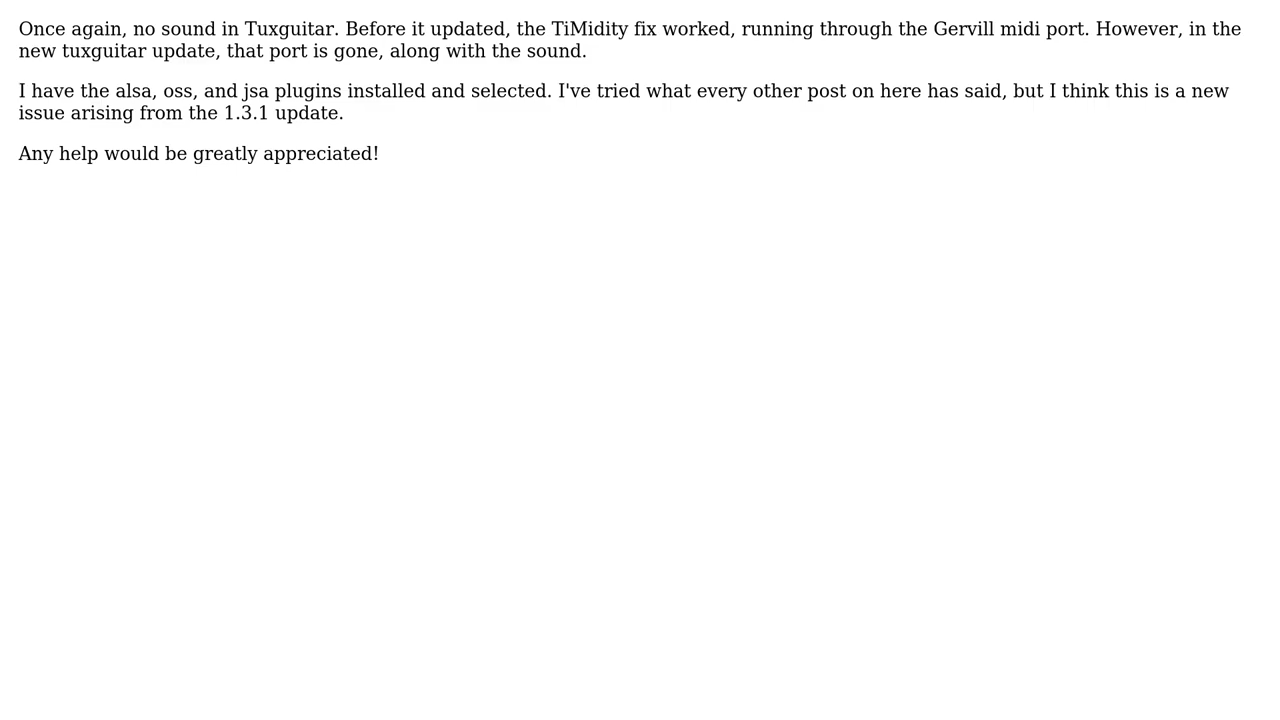 Once again, no sound in Tuxguitar. Before it updated, the TiMidity fix worked, running through the Gervill midi port. However, in the
new tuxguitar update, that port is gone, along with the sound.
I have the alsa, oss, and jsa plugins installed and selected. I've tried what every other post on here has said, but I think this is a new
issue arising from the 1.3.1 update.
Any help would be greatly appreciated!